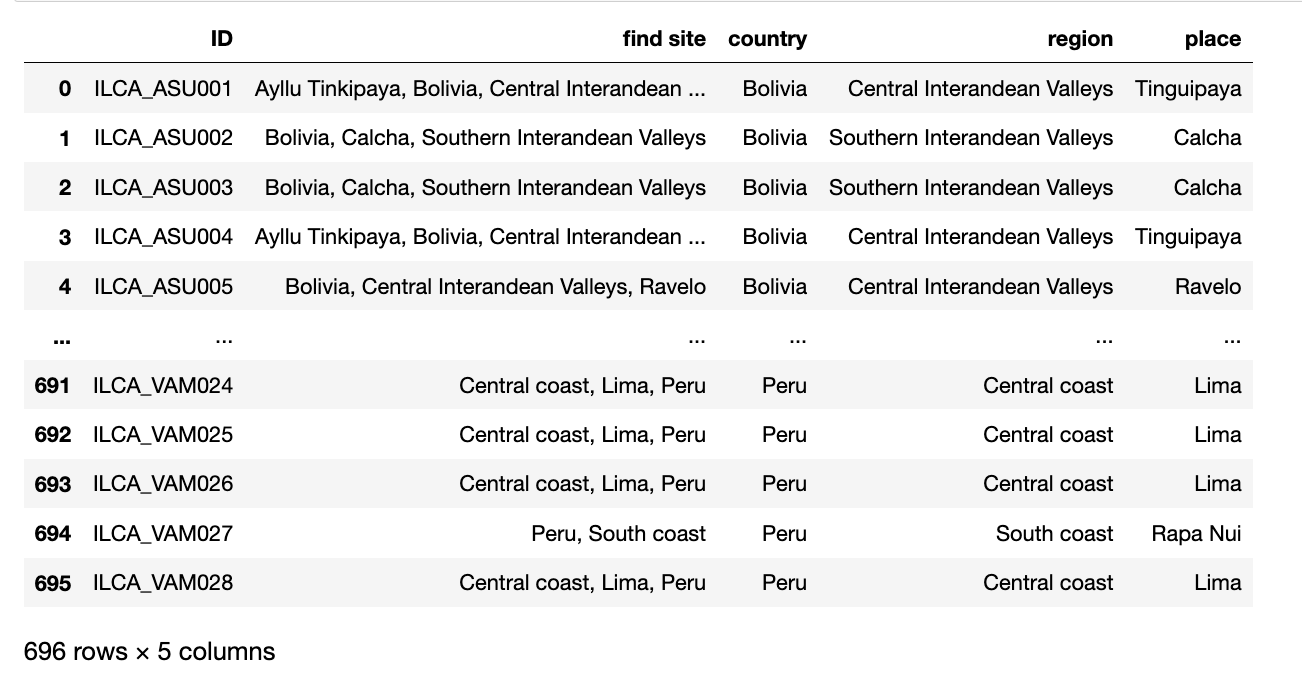 ID find site country region place
0 ILCA_ASU001 Ayllu Tinkipaya, Bolivia, Central Interandean ... Bolivia Central Interandean Valleys Tinguipaya
1 ILCA_ASU002 Bolivia, Calcha, Southern Interandean Valleys Bolivia Southern Interandean Valleys Calcha
2 ILCA_ASU003 Bolivia, Calcha, Southern Interandean Valleys Bolivia Southern Interandean Valleys Calcha
3 ILCA_ASU004 Ayllu Tinkipaya, Bolivia, Central Interandean ... Bolivia Central Interandean Valleys Tinguipaya
4 ILCA_ASU005 Bolivia, Central Interandean Valleys, Ravelo Bolivia Central Interandean Valleys Ravelo
... ... ... ... ... ...
691 ILCA_VAM024 Central coast, Lima, Peru Peru Central coast Lima
692 ILCA_VAM025 Central coast, Lima, Peru Peru Central coast Lima
693 ILCA_VAM026 Central coast, Lima, Peru Peru Central coast Lima
694 ILCA_VAM027 Peru, South coast Peru South coast Rapa Nui
695 ILCA_VAM028 Central coast, Lima, Peru Peru Central coast Lima
696 rows × 5 columns